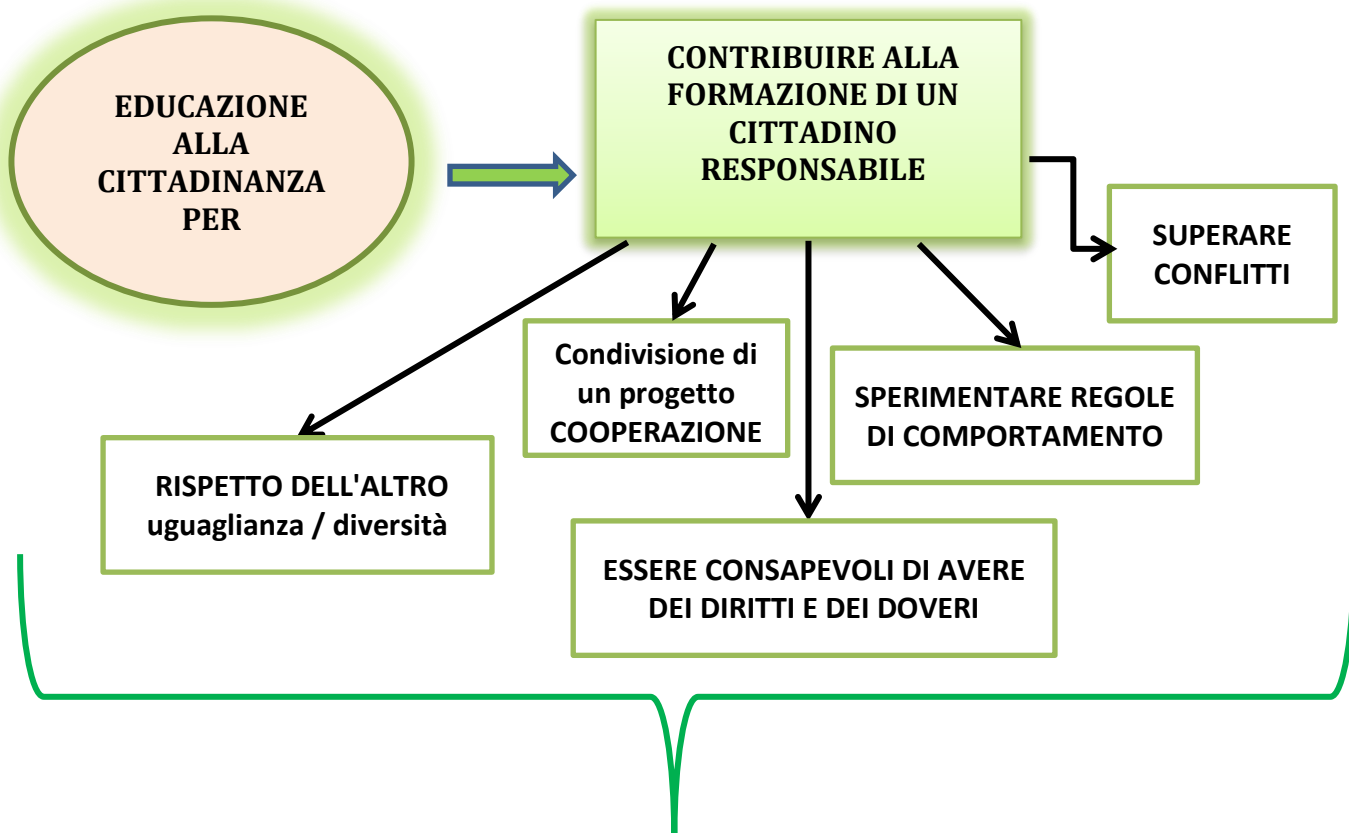 EDUCAZIONE
ALLA
CITTADINANZA
PER
CONTRIBUIRE ALLA
FORMAZIONE DI UN
CITTADINO
RESPONSABILE
SUPERARE
CONFLITTI
Condivisione di
un progetto
COOPERAZIONE
SPERIMENTARE REGOLE
DI COMPORTAMENTO
RISPETTO DELL'ALTRO
uguaglianza / diversità
ESSERE CONSAPEVOLI DI AVERE
DEI DIRITTI E DEI DOVERI